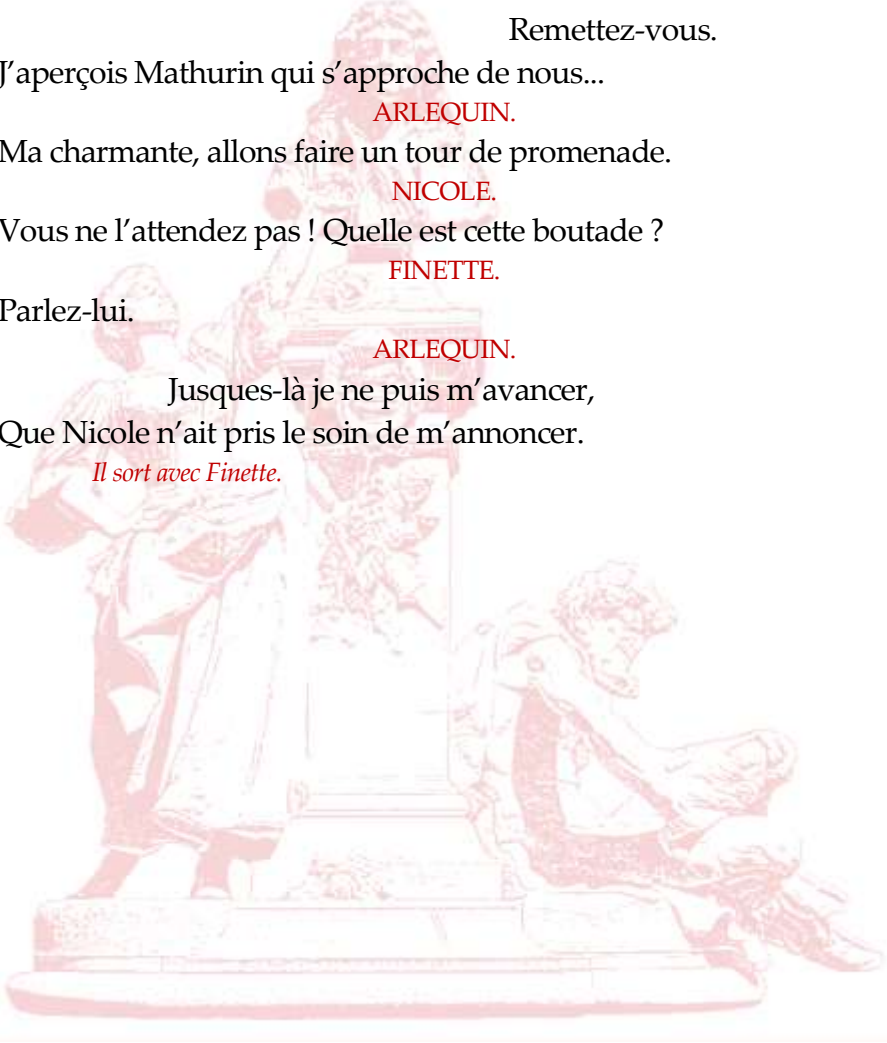 Remettez-vous.
J’aperçois Mathurin qui s’approche de nous...
ARLEQUIN.
Ma charmante, allons faire un tour de promenade.
NICOLE.
Vous ne l’attendez pas ! Quelle est cette boutade ?
FINETTE.
Parlez-lui.
ARLEQUIN.
Jusques-là je ne puis m’avancer,
Que Nicole n’ait pris le soin de m’annoncer.
Il sort avec Finette.